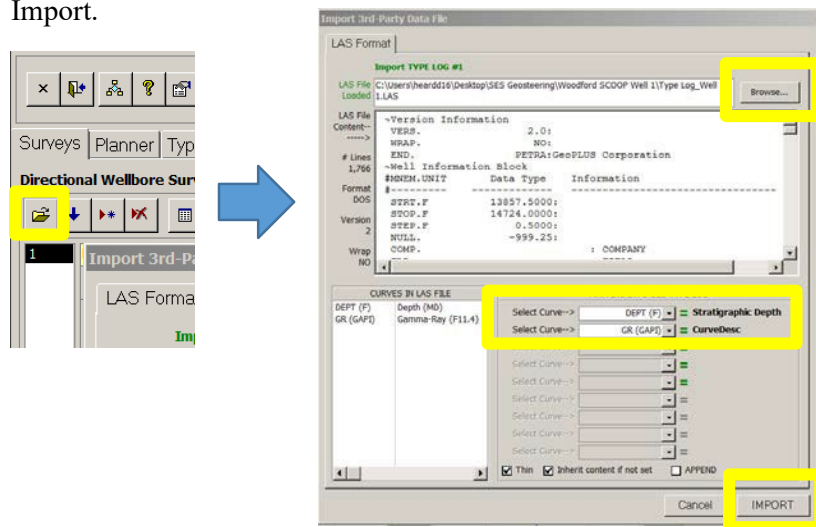 Import.
Surveys Planner Typ
Directional Wellbore Sur
1
Import 3rd-Pa
LAS Forma
Im
Import 3rd-Party Data File
LAS Format
Import TYPE LOG #1
LAS File Loaded
C:\Users\heardd16\Desktop\SES Geosteering\Woodford SCOOP Well 1\Type Log_Well 1.LAS
Browse...
LAS File Content-- ----->
# Lines 1,766
Format DOS
Version 2
Wrap NO
~Version Information
VERS. 2.0:
WRAP. NO:
END. PETRA:GeoPLUS Corporation
~Well Information Block
#MNEM.UNIT Data Type Information
#---------- ------------- ------------------------------
STRT.F 13857.5000:
STOP.F 14724.0000:
STEP.F 0.5000:
NULL. -999.25:
COMP. : COMPANY
CURVES IN LAS FILE
DEPT (F) Depth (MD)
GR (GAPI) Gamma-Ray (F11.4)
Select Curve--> DEPT (F) = Stratigraphic Depth
Select Curve--> GR (GAPI) = CurveDesc
Select Curve--> =
Select Curve--> =
Select Curve--> =
Select Curve--> =
Select Curve--> =
Select Curve--> =
Thin Inherit content if not set APPEND
Cancel IMPORT